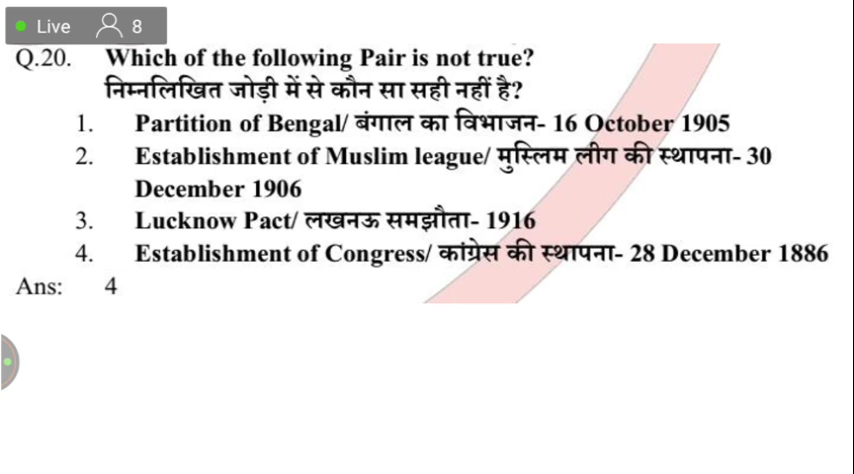 Live 8
Q.20. Which of the following Pair is not true?
निम्नलिखित जोड़ी में से कौन सा सही नहीं है?
1. Partition of Bengal/ बंगाल का विभाजन- 16 October 1905
2. Establishment of Muslim league/ मुस्लिम लीग की स्थापना- 30
December 1906
3. Lucknow Pact/ लखनऊ समझौता- 1916
4. Establishment of Congress/ कांग्रेस की स्थापना- 28 December 1886
Ans: 4